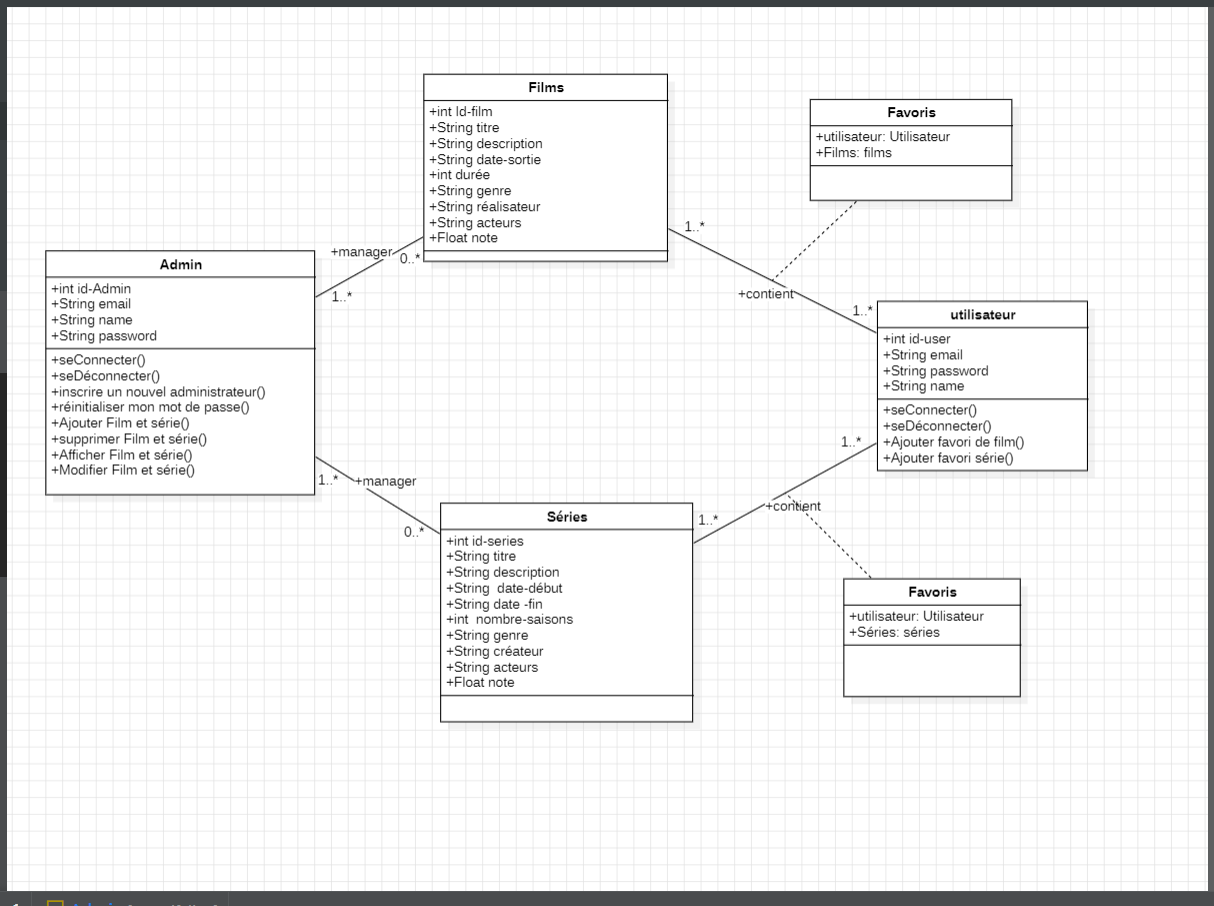 Films
+int Id-film
+String titre
+String description
+String date-sortie
+int durée
+String genre
+String réalisateur
+String acteurs
+Float note
Favoris
+utilisateur: Utilisateur
+Films: films
Admin
+int id-Admin
+String email
+String name
+String password
+seConnecter()
+seDéconnecter()
+inscrire un nouvel administrateur()
+réinitialiser mon mot de passe()
+Ajouter Film et série()
+supprimer Film et série()
+Afficher Film et série()
+Modifier Film et série()
+manager
0..*
1..*
1..*
+contient
1..*
utilisateur
+int id-user
+String email
+String password
+String name
+seConnecter()
+seDéconnecter()
+Ajouter favori de film()
+Ajouter favori série()
1..*
+manager
0..*
1..*
+contient
1..*
Séries
+int id-series
+String titre
+String description
+String  date-début
+String date -fin
+int  nombre-saisons
+String genre
+String créateur
+String acteurs
+Float note
Favoris
+utilisateur: Utilisateur
+Séries: séries